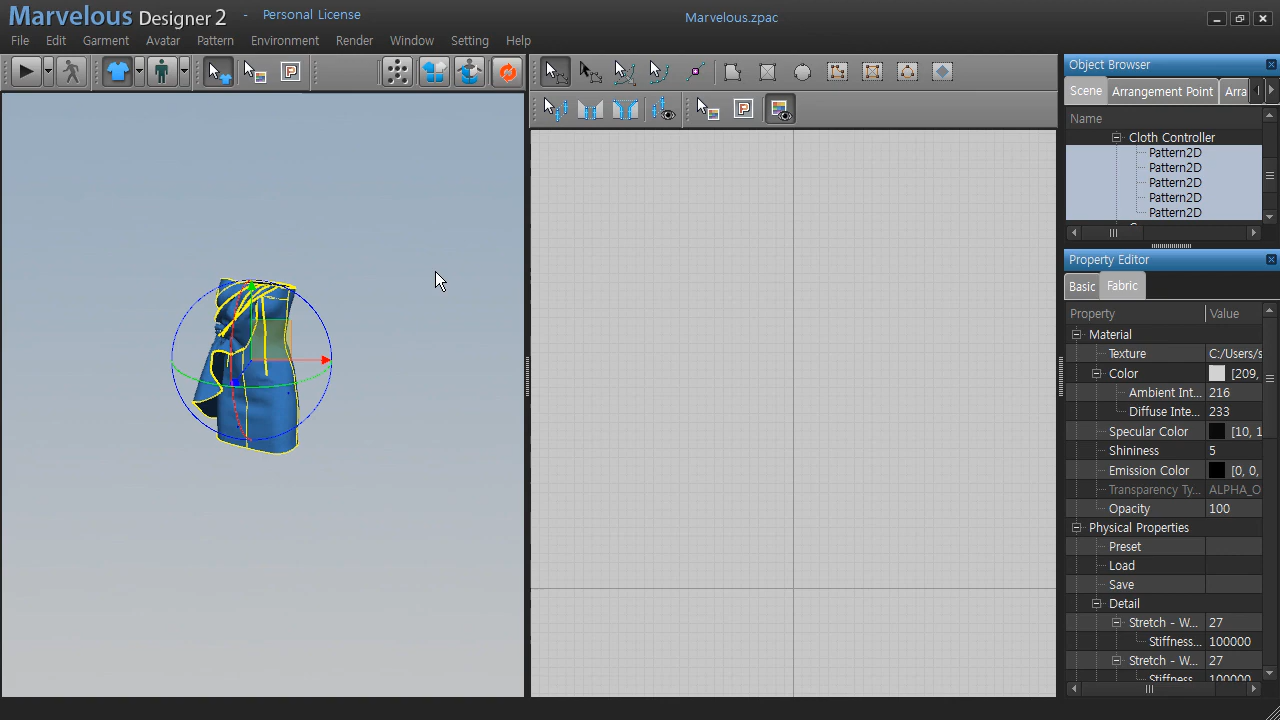 Marvelous Designer 2 - Personal License
Marvelous.zpac
File Edit Garment Avatar Pattern Environment Render Window Setting Help
Object Browser
Scene Arrangement Point Arra
Name
Cloth Controller
Pattern2D
Pattern2D
Pattern2D
Pattern2D
Pattern2D
Property Editor
Basic Fabric
Property Value
Material
Texture C:/Users/s
Color [209,
Ambient Int... 216
Diffuse Inte... 233
Specular Color [10, 1
Shininess 5
Emission Color [0, 0,
Transparency Ty... ALPHA_O
Opacity 100
Physical Properties
Preset
Load
Save
Detail
Stretch - W... 27
Stiffness... 100000
Stretch - W... 27
Stiffness... 100000